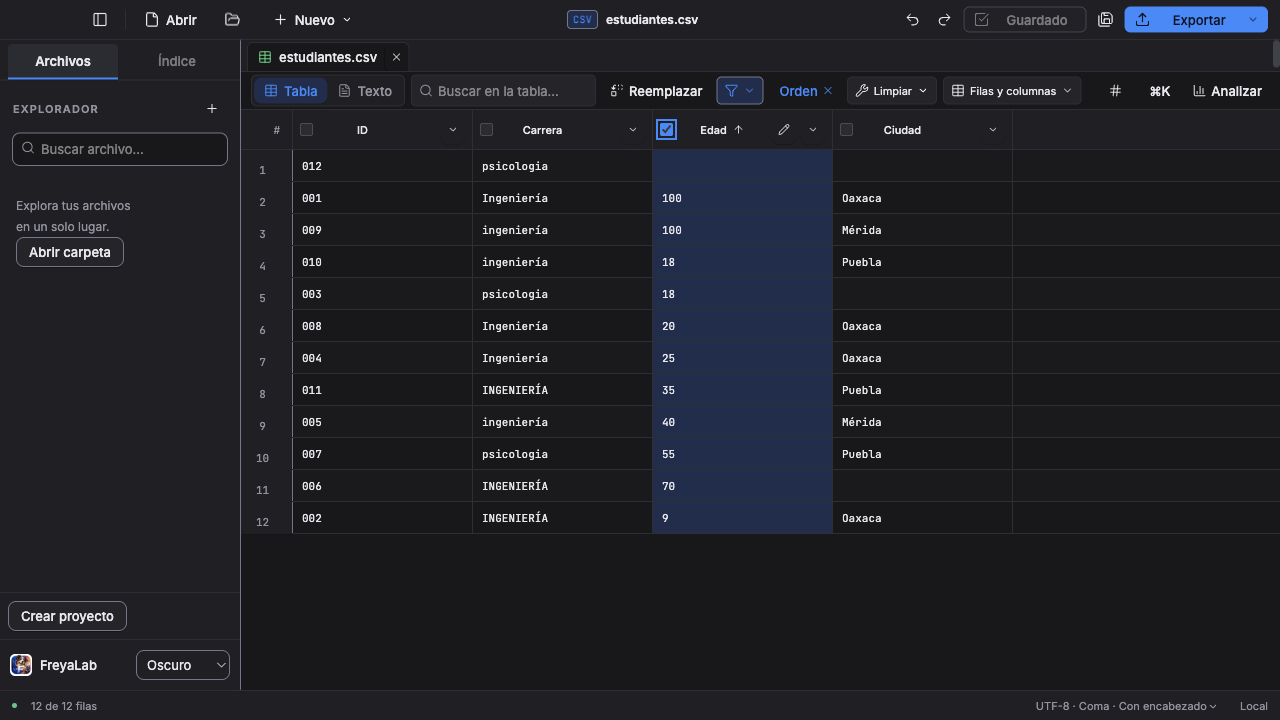 Abrir
Nuevo
CSV estudiantes.csv
Guardado
Exportar
Archivos
Índice
estudiantes.csv
EXPLORADOR
Buscar archivo...
Explora tus archivos
en un solo lugar.
Abrir carpeta
Crear proyecto
FreyaLab
Oscuro
Tabla
Texto
Buscar en la tabla...
Reemplazar
Orden
Limpiar
Filas y columnas
⌘K
Analizar
# ID Carrera Edad ↑ Ciudad
1 012 psicologia
2 001 Ingeniería 100 Oaxaca
3 009 ingeniería 100 Mérida
4 010 ingeniería 18 Puebla
5 003 psicologia 18
6 008 Ingeniería 20 Oaxaca
7 004 Ingeniería 25 Oaxaca
8 011 INGENIERÍA 35 Puebla
9 005 ingeniería 40 Mérida
10 007 psicologia 55 Puebla
11 006 INGENIERÍA 70
12 002 INGENIERÍA 9 Oaxaca
12 de 12 filas
UTF-8 · Coma · Con encabezado
Local